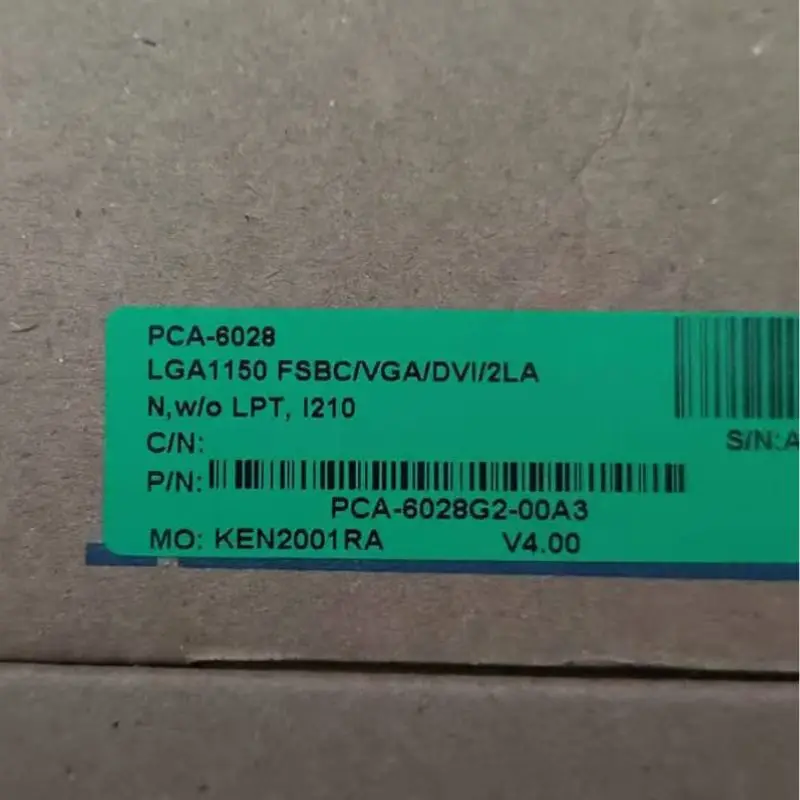 PCA-6028
LGA1150 FSBC/VGA/DVI/2LA
N,w/o LPT, I210
C/N:
S/N:A
P/N:
PCA-6028G2-00A3
MO: KEN2001RA V4.00